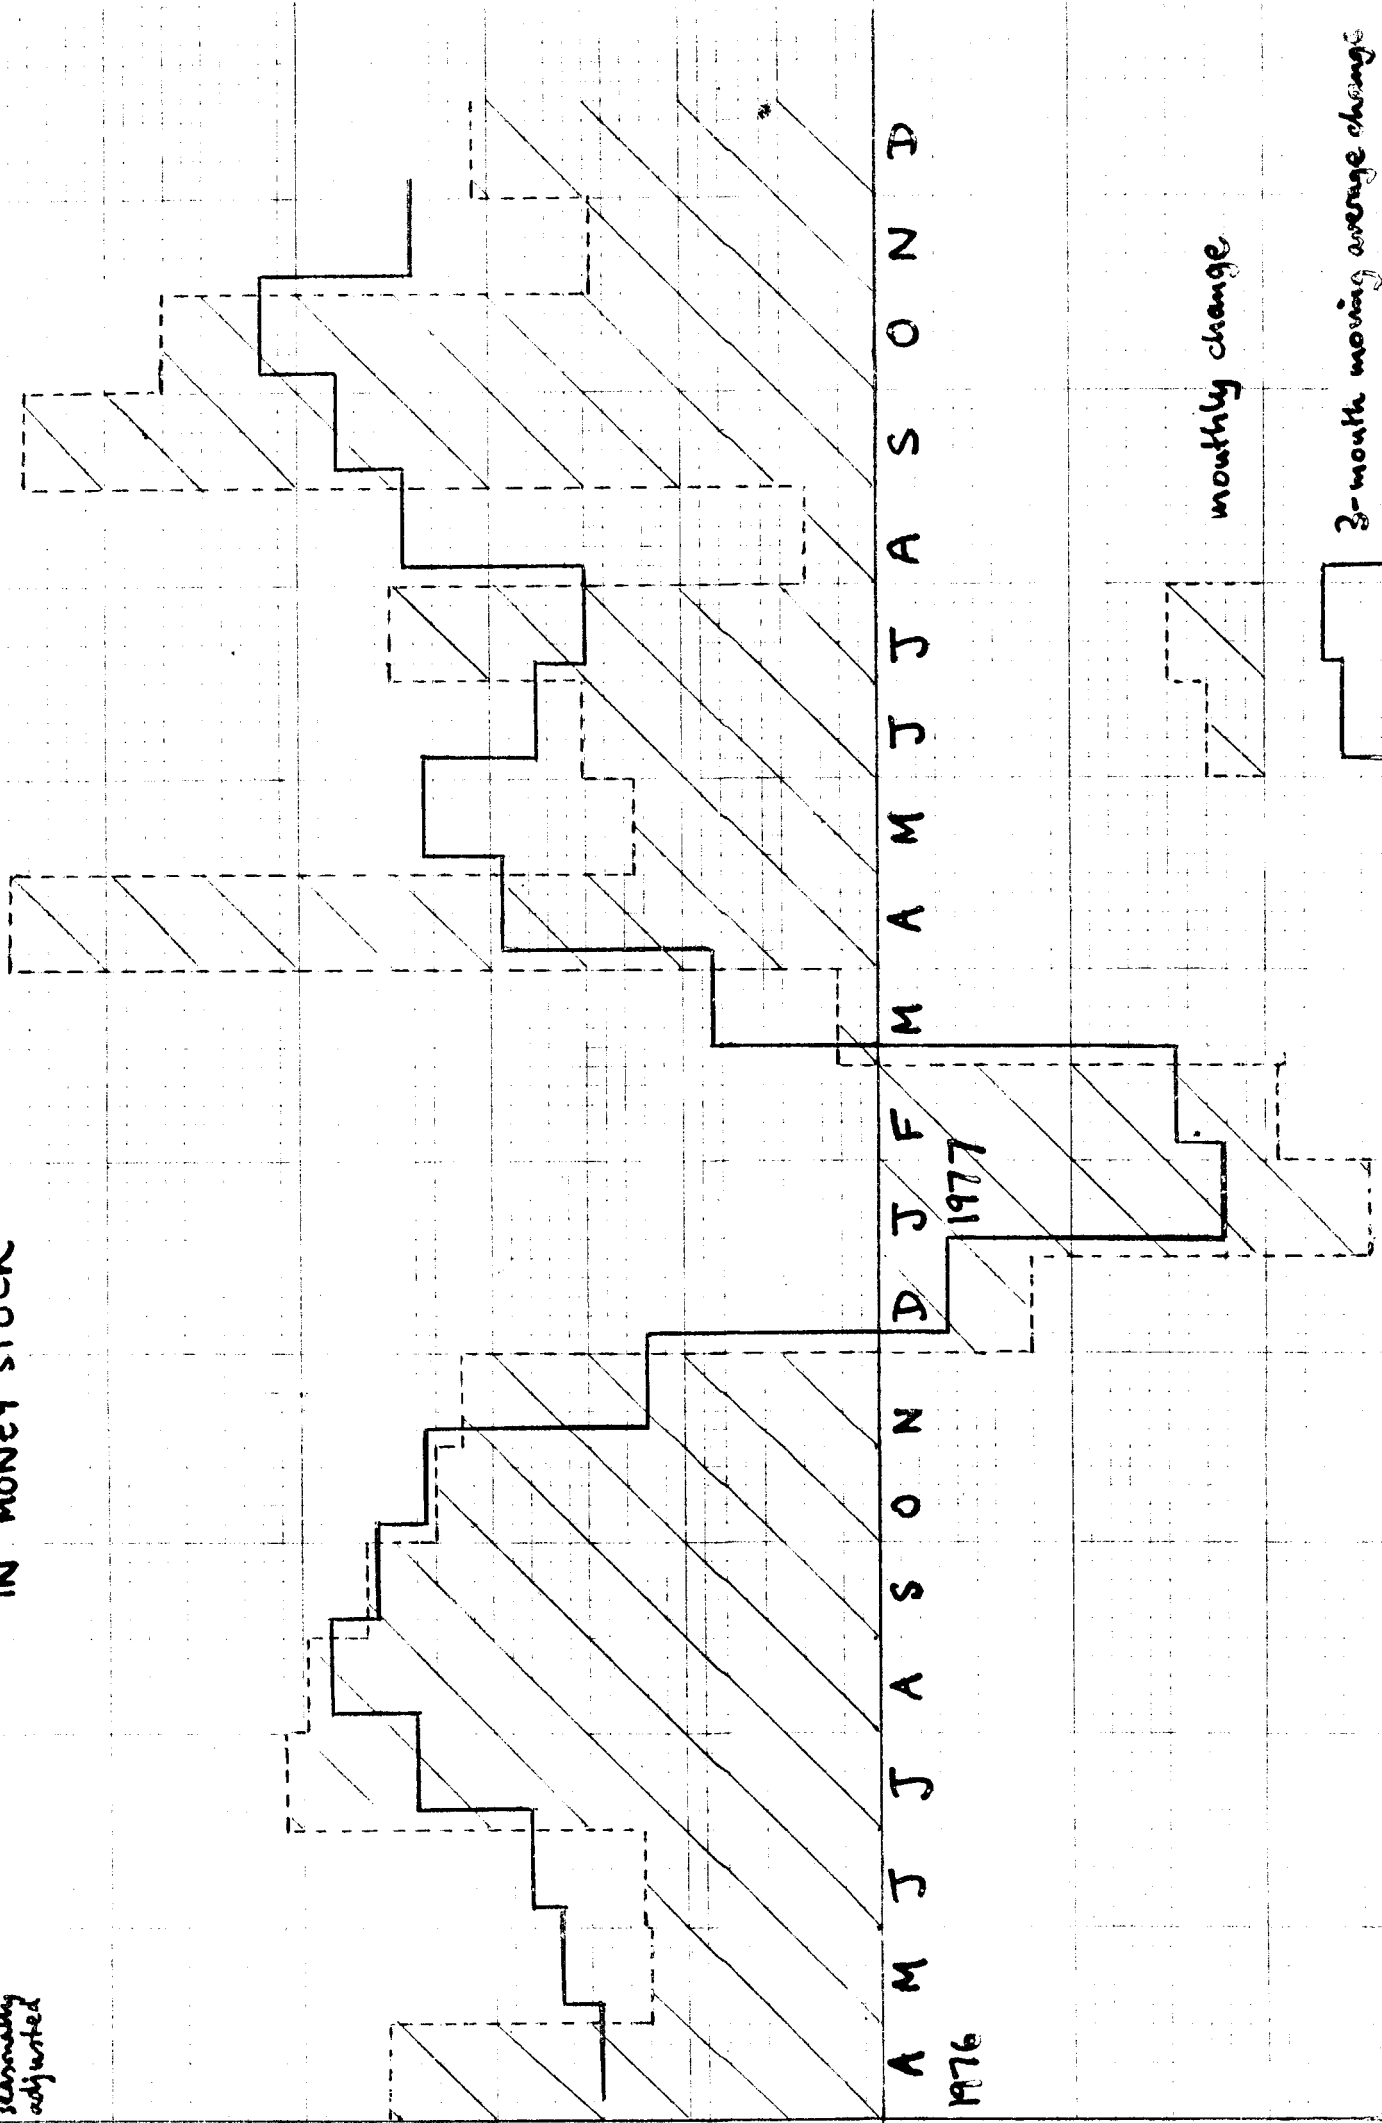 IN MONEY STOCK
seasonally
adjusted
A M J J A S O N D J F M A M J J A S O N D
1976 1977
monthly change
3-month moving average change